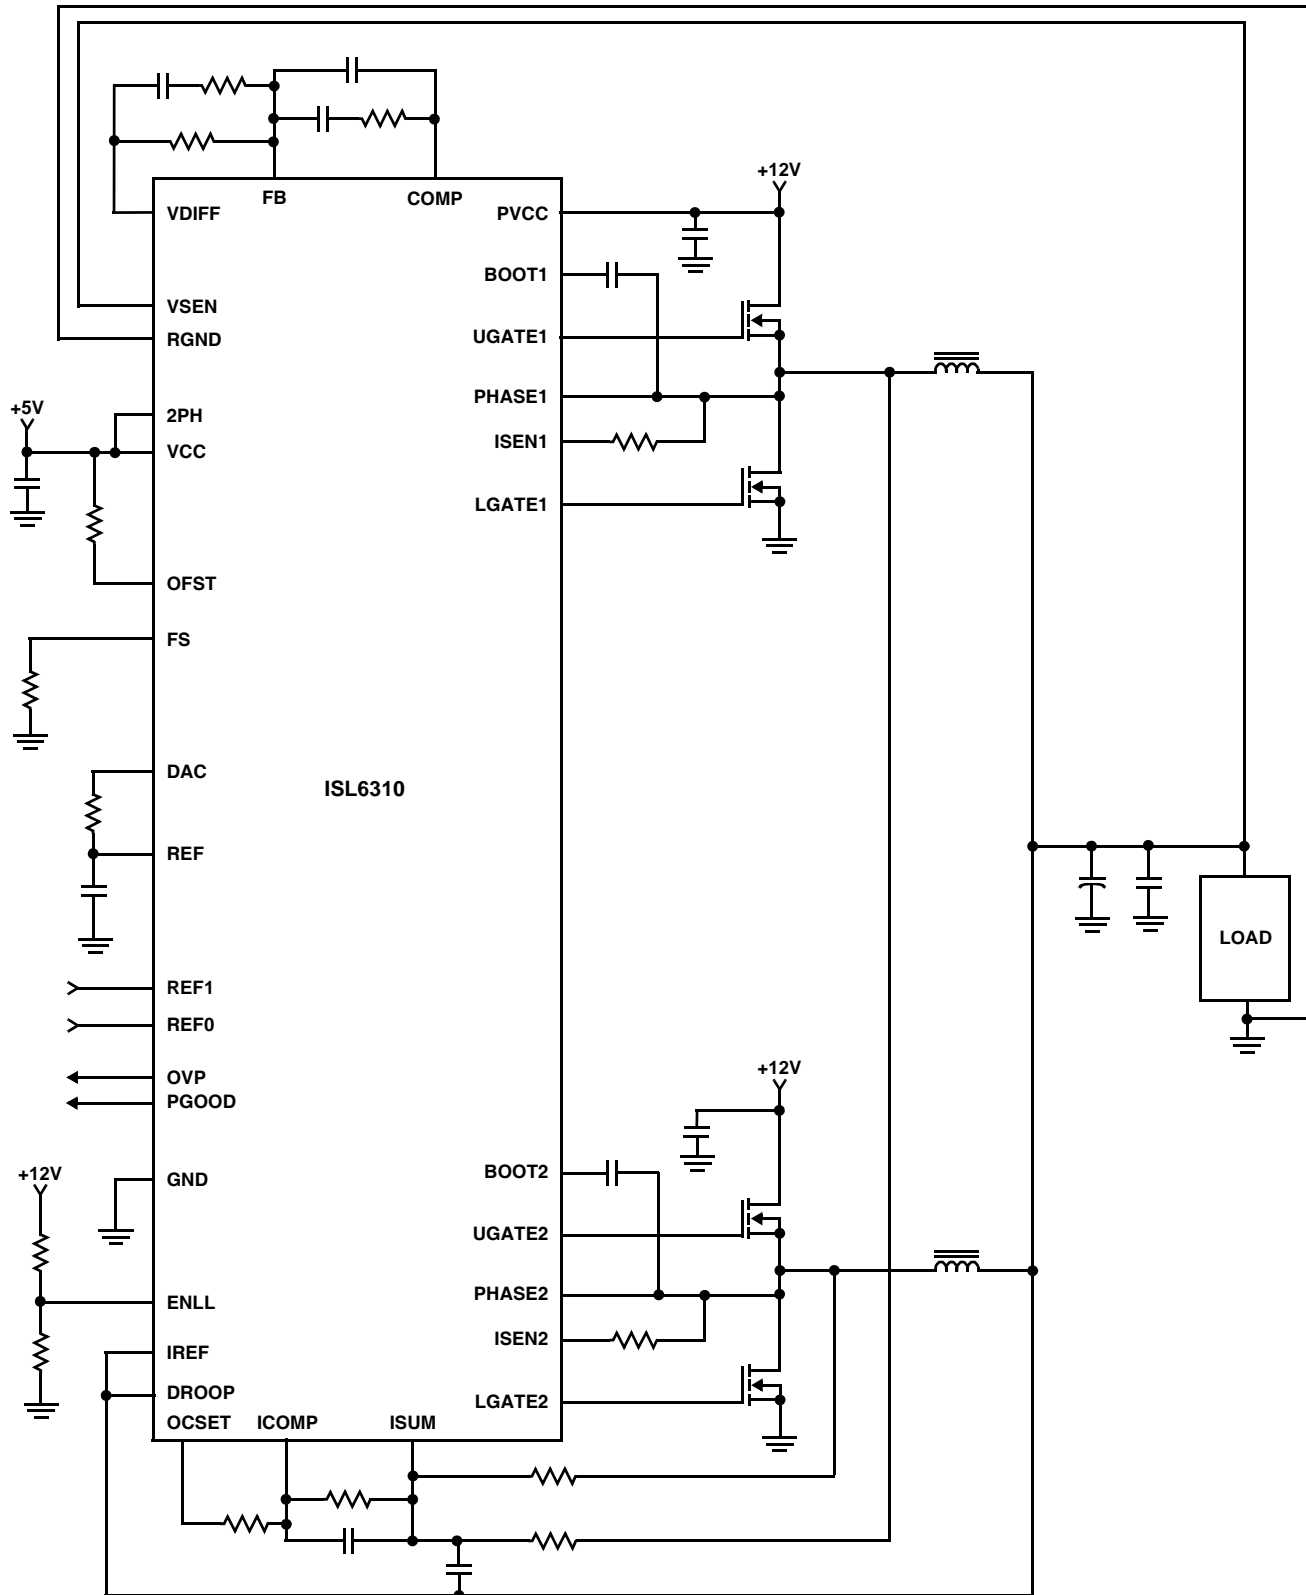 FB
COMP
+12V
VDIFF
PVCC
BOOT1
VSEN
RGND
UGATE1
+5V
2PH
PHASE1
VCC
ISEN1
LGATE1
OFST
FS
DAC
ISL6310
REF
LOAD
REF1
REF0
OVP
PGOOD
+12V
+12V
GND
BOOT2
UGATE2
ENLL
PHASE2
ISEN2
IREF
DROOP
LGATE2
OCSET
ICOMP
ISUM